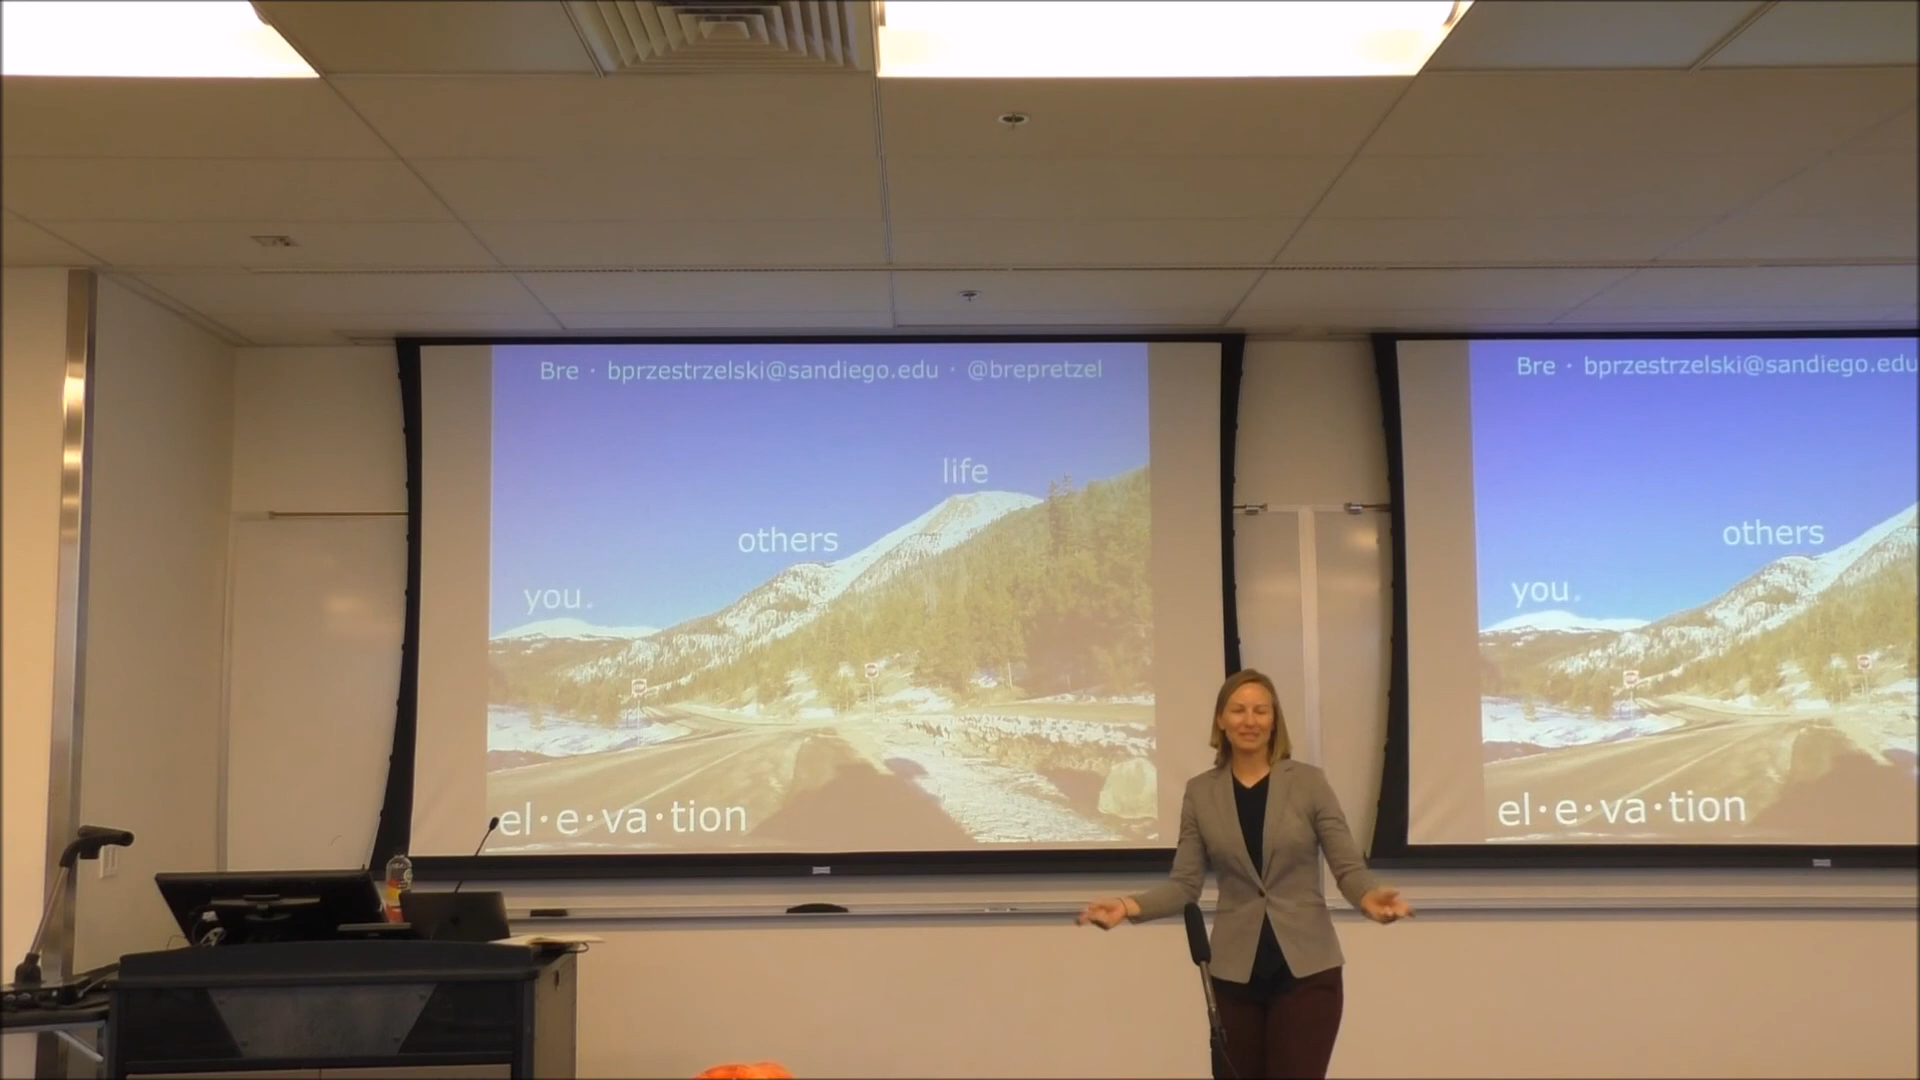 Bre · bprzestrzelski@sandiego.edu · @brepretzel
life
others
you.
el·e·va·tion
Bre · bprzestrzelski@sandiego.edu
others
you.
el·e·va·tion